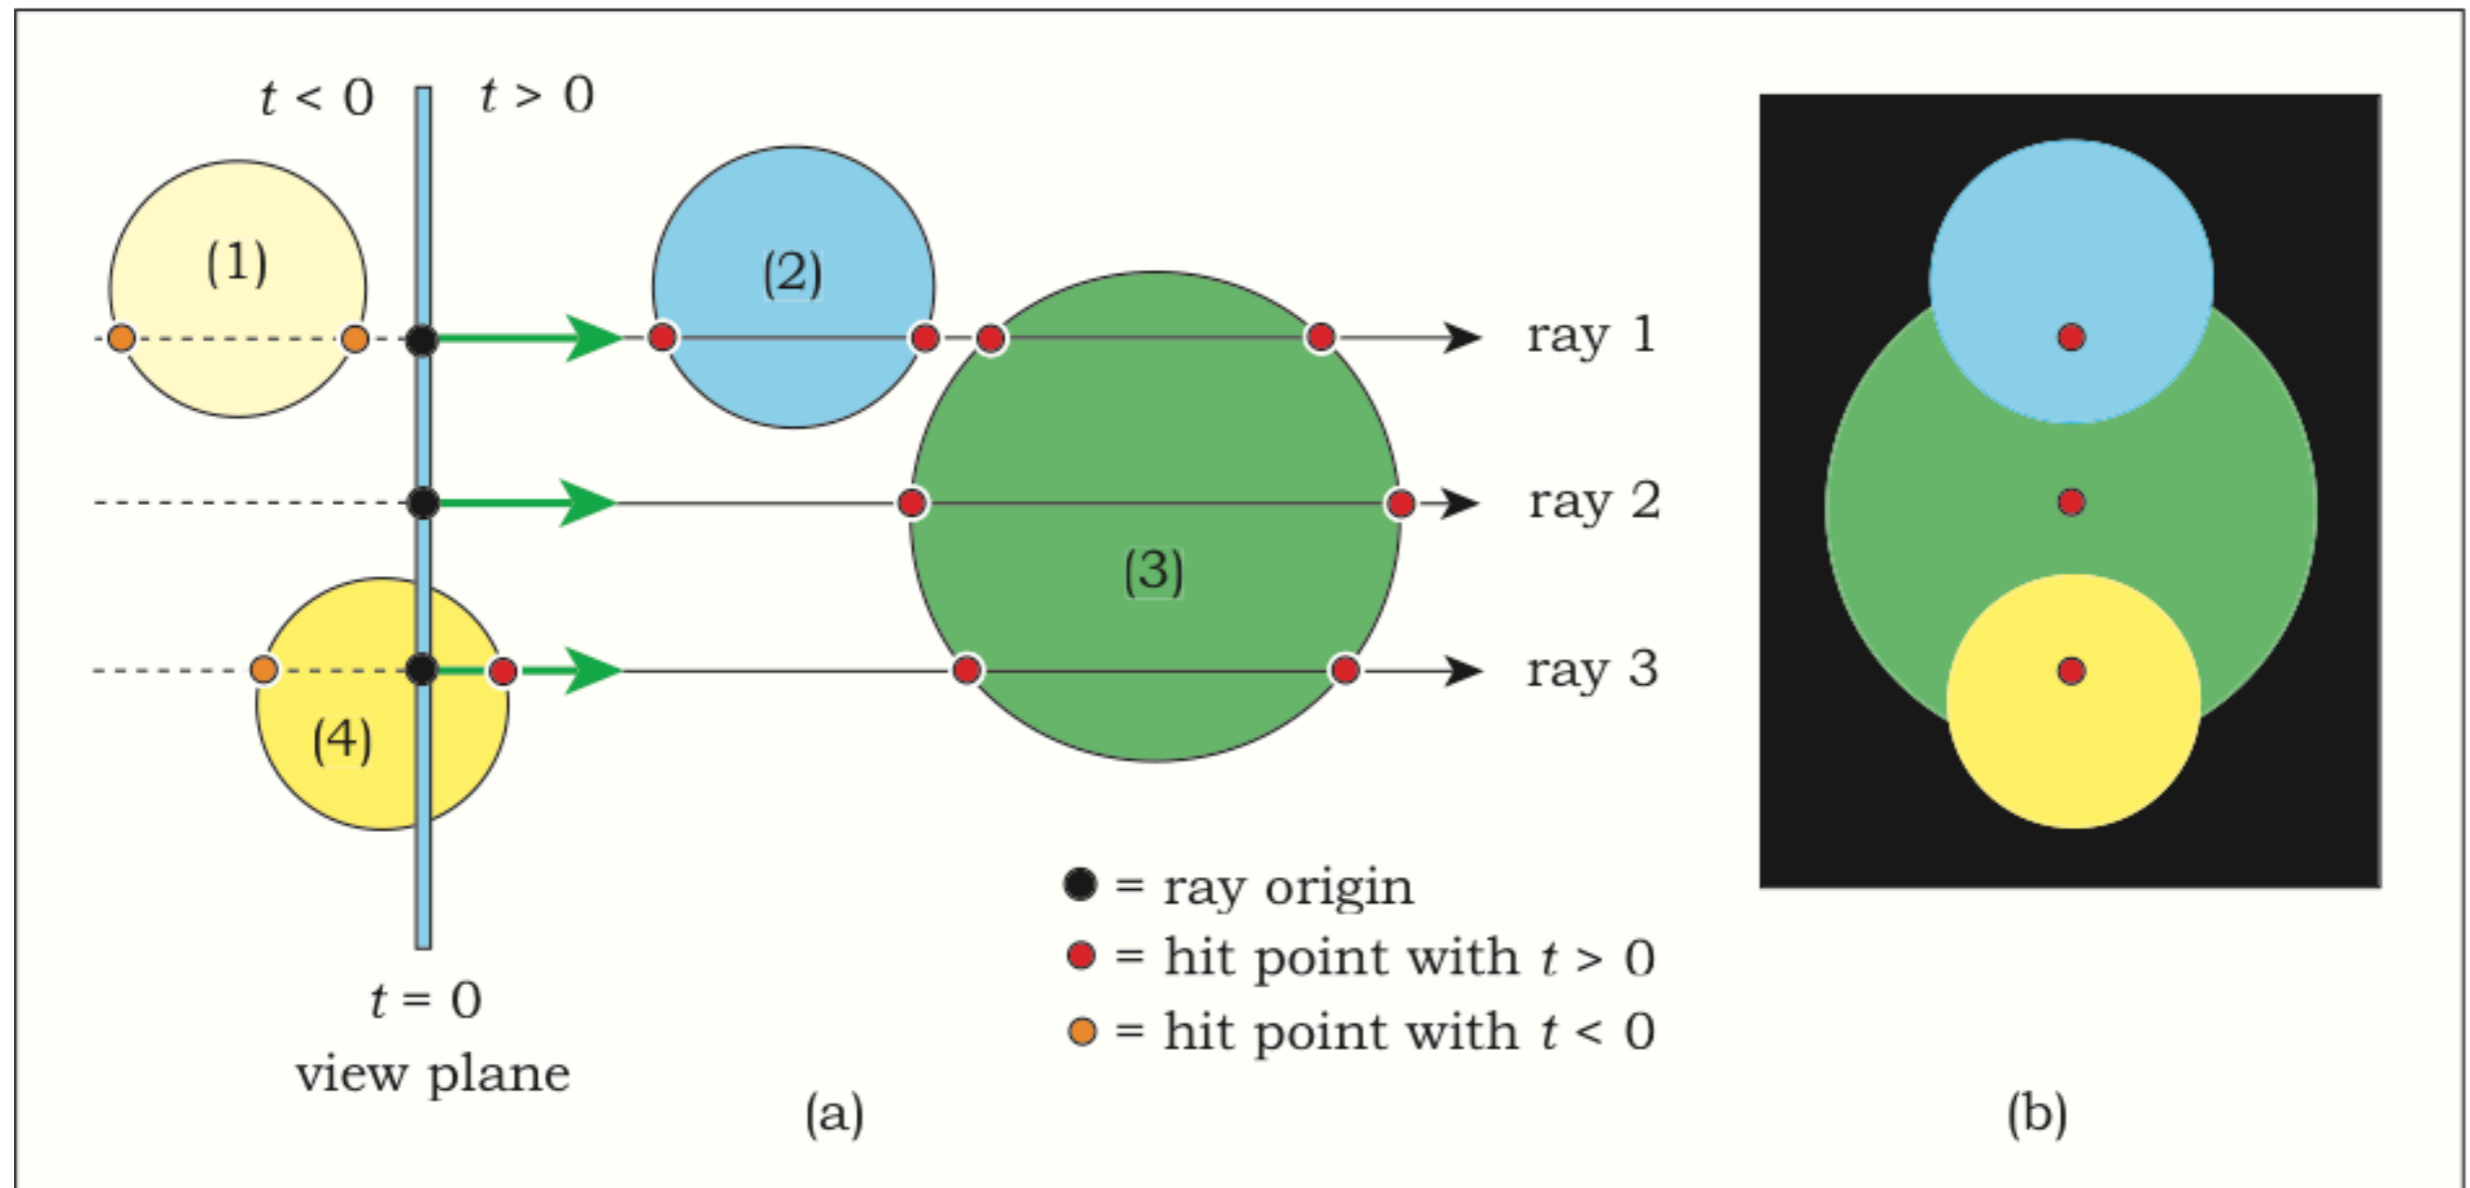 t < 0
t > 0
(1)
(2)
ray 1
ray 2
(3)
ray 3
(4)
= ray origin
= hit point with t > 0
= hit point with t < 0
t = 0
view plane
(a)
(b)